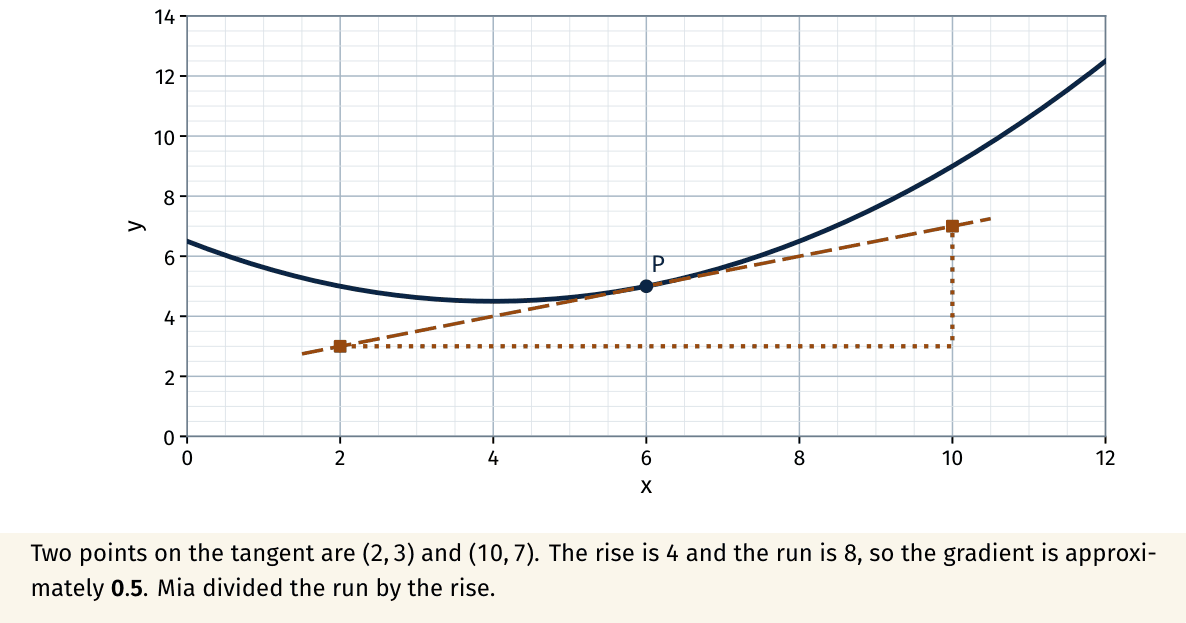 14
12
10
8
6
4
2
0
y
P
0 2 4 6 8 10 12
x
Two points on the tangent are (2, 3) and (10, 7). The rise is 4 and the run is 8, so the gradient is approxi-
mately 0.5. Mia divided the run by the rise.